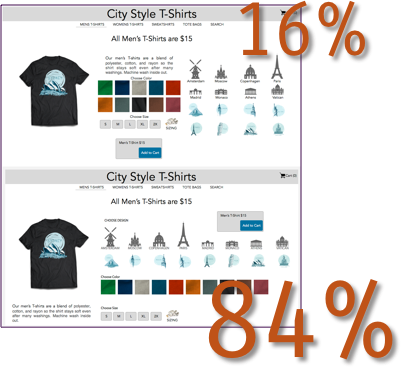 City Style T-Shirts
16%
MENS T-SHIRTS WOMENS T-SHIRTS SWEATSHIRTS TOTE BAGS SEARCH
All Men's T-Shirts are $15
Our men's T-Shirts are a blend of
polyester, cotton, and rayon so the
shirt stays soft even after many
washings. Machine wash inside out.
Choose Color
Amsterdam Moscow Copenhagen Paris
Madrid Monaco Athens Vatican
Choose Size
S M L XL 2X
SIZING
Men's T-Shirt $15
Add to Cart
City Style T-Shirts
Cart (0)
MENS T-SHIRTS WOMENS T-SHIRTS SWEATSHIRTS TOTE BAGS SEARCH
All Men's T-Shirts are $15
Men's T-Shirt $15
Add to Cart
CHOOSE DESIGN
Choose Color
84%
Our men's T-Shirts are a blend of polyester,
cotton, and rayon so the shirt stays soft even
after many washings. Machine wash inside
out.
Choose Size
S M L XL 2X
SIZING